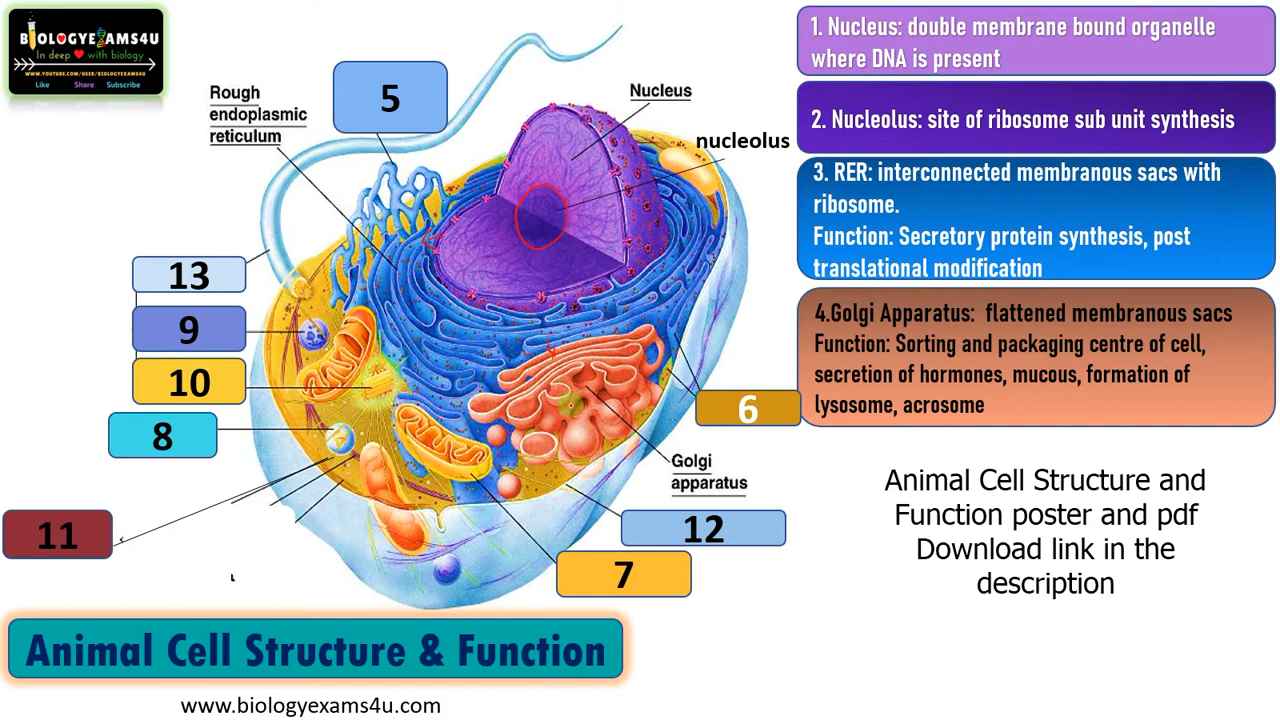 BIOLOGYEXAMS4U
In deep ❤ with biology
WWW.YOUTUBE.COM/USER/BIOLOGYEXAMS4U
Like Share Subscribe
Rough
endoplasmic
reticulum
5
Nucleus
nucleolus
13
9
10
8
11
6
Golgi
apparatus
12
7
1. Nucleus: double membrane bound organelle
where DNA is present
2. Nucleolus: site of ribosome sub unit synthesis
3. RER: interconnected membranous sacs with
ribosome.
Function: Secretory protein synthesis, post
translational modification
4.Golgi Apparatus: flattened membranous sacs
Function: Sorting and packaging centre of cell,
secretion of hormones, mucous, formation of
lysosome, acrosome
Animal Cell Structure and
Function poster and pdf
Download link in the
description
Animal Cell Structure & Function
www.biologyexams4u.com